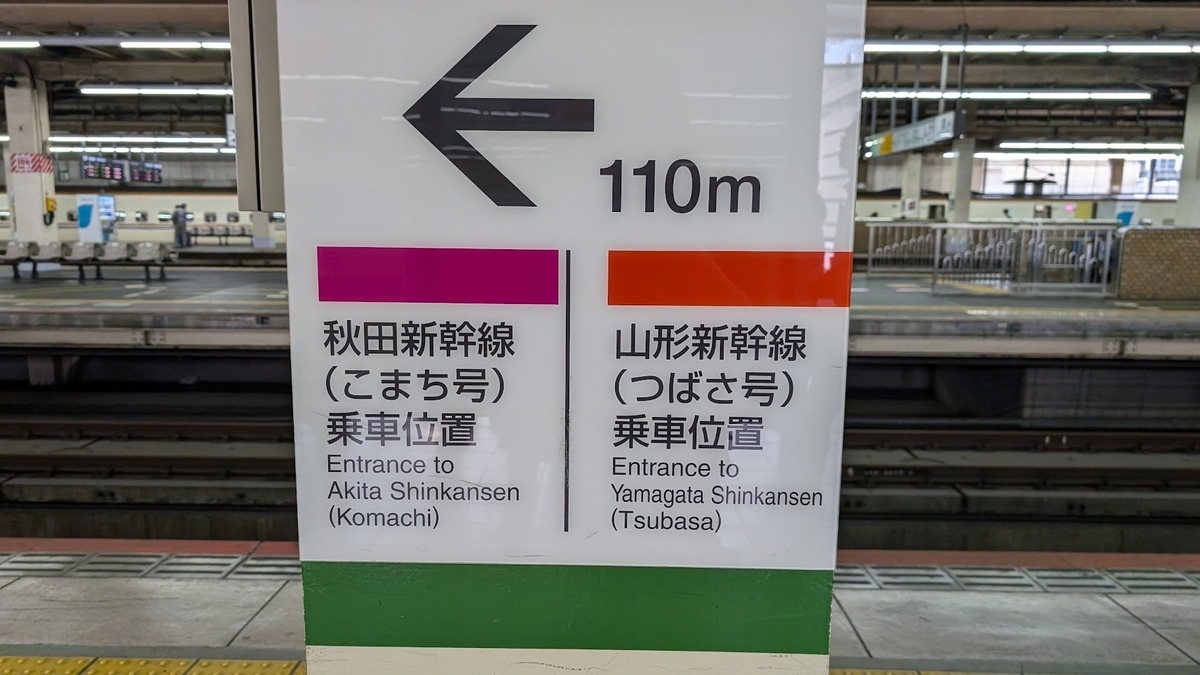 110m
秋田新幹線
(こまち号)
乗車位置
Entrance to
Akita Shinkansen
(Komachi)
山形新幹線
(つばさ号)
乗車位置
Entrance to
Yamagata Shinkansen
(Tsubasa)